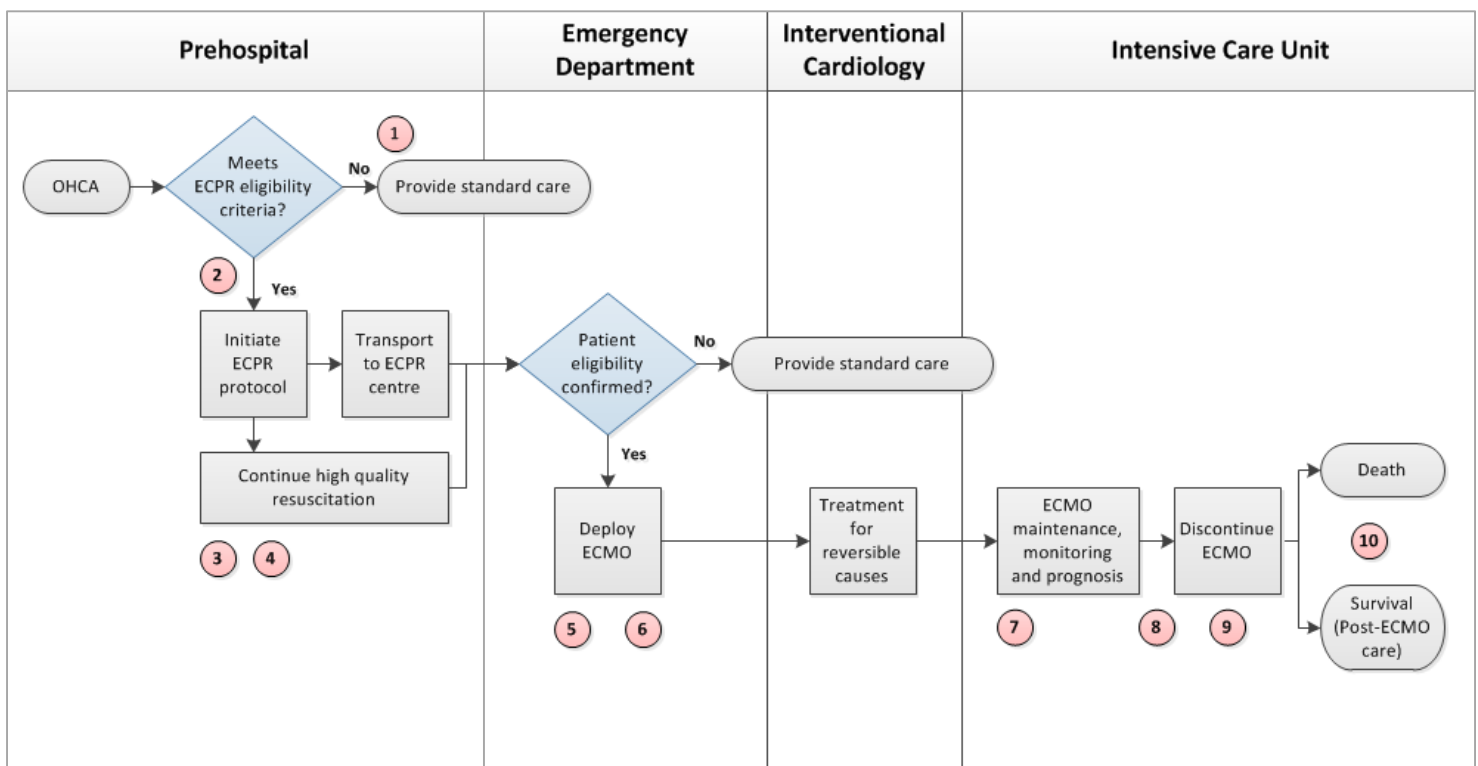 Prehospital
Emergency
Department
Interventional
Cardiology
Intensive Care Unit
1
OHCA
Meets
ECPR eligibility
criteria?
No
Provide standard care
2
Yes
Initiate
ECPR
protocol
Transport
to ECPR
centre
Continue high quality
resuscitation
3
4
Patient
eligibility
confirmed?
No
Provide standard care
Yes
Deploy
ECMO
5
6
Treatment
for
reversible
causes
ECMO
maintenance,
monitoring
and prognosis
7
8
Discontinue
ECMO
9
Death
10
Survival
(Post-ECMO
care)